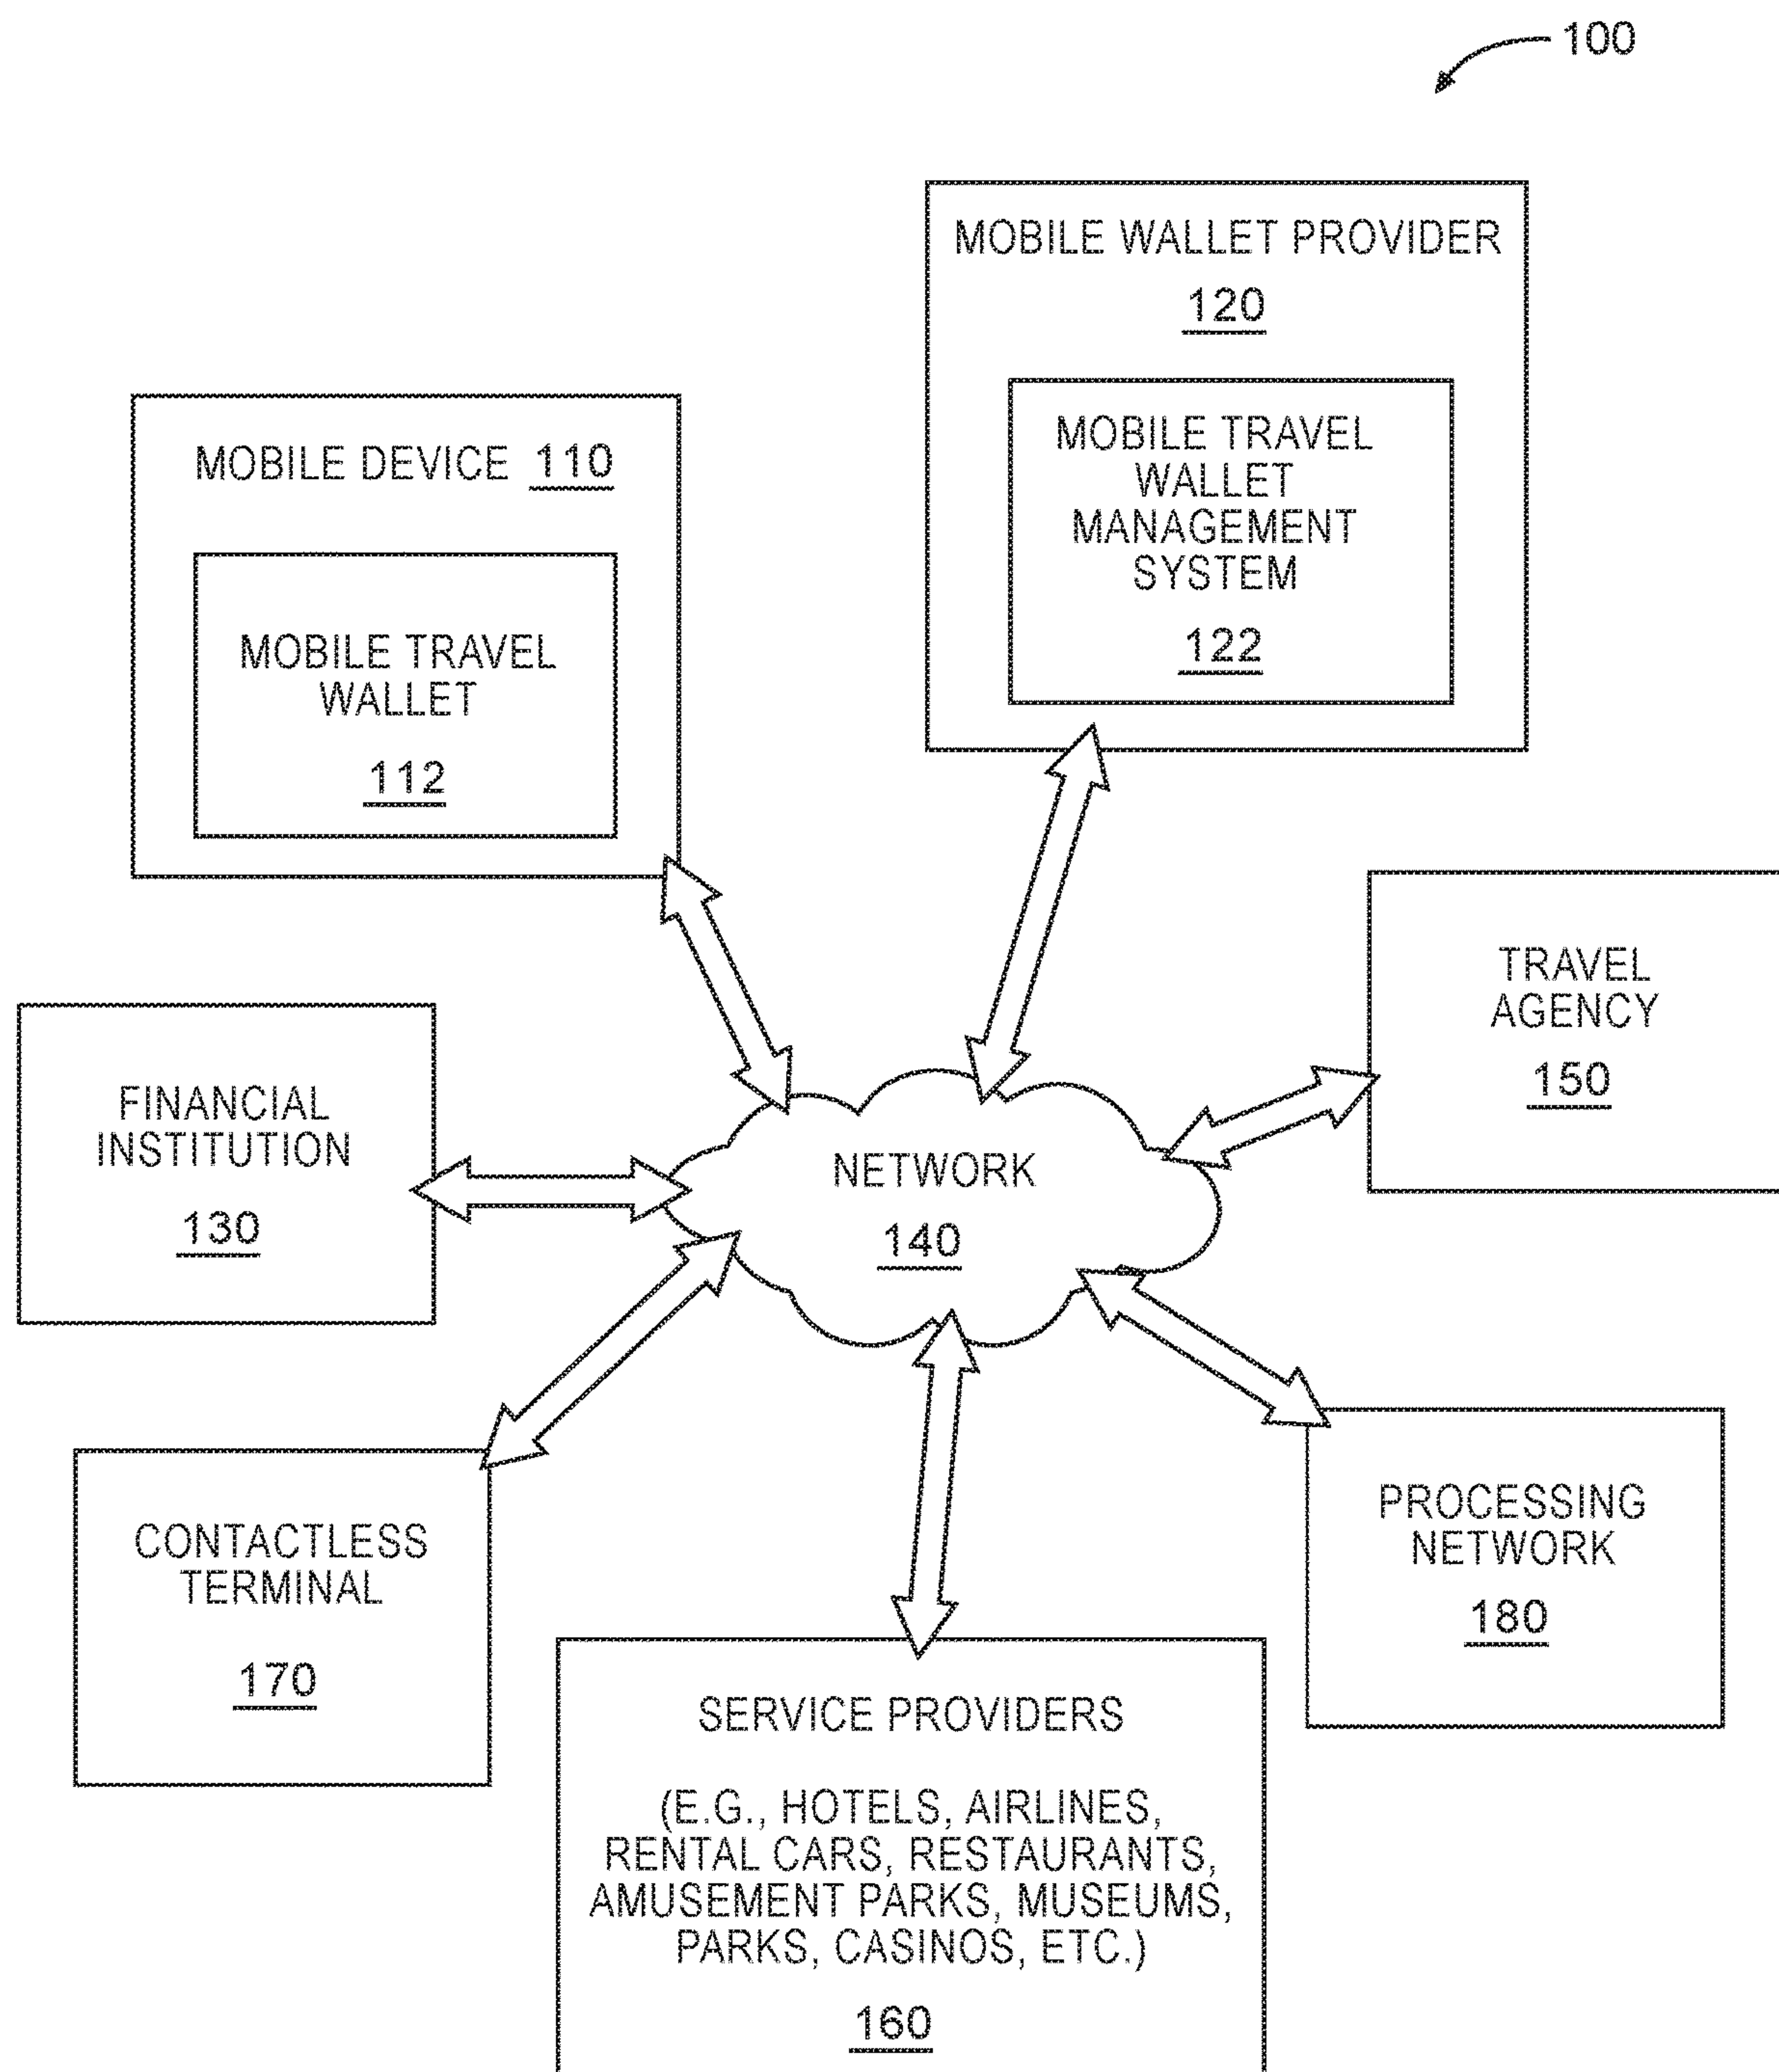 100
MOBILE WALLET PROVIDER
120
MOBILE TRAVEL
WALLET
MANAGEMENT
SYSTEM
122
MOBILE DEVICE 110
MOBILE TRAVEL
WALLET
112
TRAVEL
AGENCY
150
FINANCIAL
INSTITUTION
130
NETWORK
140
CONTACTLESS
TERMINAL
170
PROCESSING
NETWORK
180
SERVICE PROVIDERS
(E.G., HOTELS, AIRLINES,
RENTAL CARS, RESTAURANTS,
AMUSEMENT PARKS, MUSEUMS,
PARKS, CASINOS, ETC.)
160